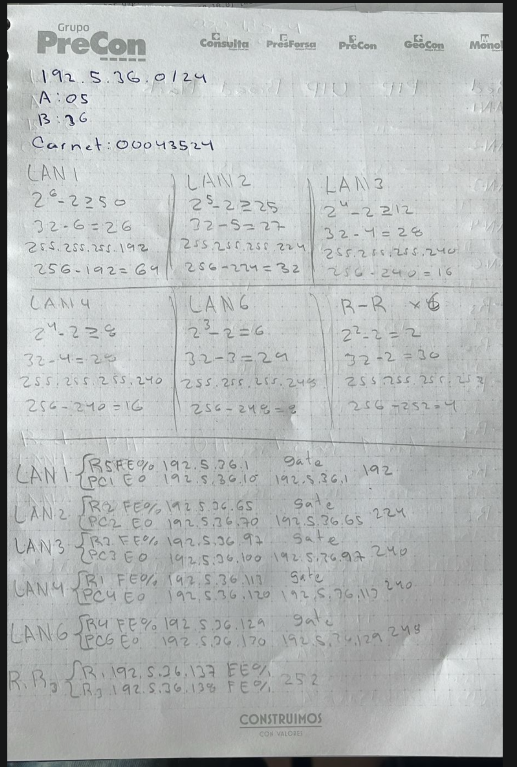 Grupo
PreCon
Consulta PresForsa PreCon GeoCon Monol
192.5.36.0/24
A:05
B:36
Carnet:00043524
LAN1 LAN2 LAN3
2^6-2≥50 2^5-2≥25 2^4-2≥12
32-6=26 32-5=27 32-4=28
255.255.255.192 255.255.255.224 255.255.255.240
256-192=64 256-224=32 256-240=16
LAN4 LAN6 R-R x6
2^4-2≥8 2^3-2=6 2^2-2=2
32-4=28 32-3=29 32-2=30
255.255.255.240 255.255.255.248 255.255.255.252
256-240=16 256-248=8 256-252=4
LAN1 { R5 FE0/0 192.5.36.1 gate 192
PC1 E0 192.5.36.10 192.5.36.1
LAN2 { R2 FE0/0 192.5.36.65 gate 224
PC2 E0 192.5.36.70 192.5.36.65
LAN3 { R3 FE0/0 192.5.36 97 gate 240
PC3 E0 192.5.36.100 192.5.36.97
LAN4 { R1 FE0/0 192.5.36.113 gate 240
PC4 E0 192.5.36.120 192.5.36.113
LAN6 { R4 FE0/0 192.5.36.129 gate 248
PC6 E0 192.5.36.130 192.5.36.129
R1R3 { R1 192.5.36.137 FE0/1 252
R3 192.5.36.138 FE0/1
CONSTRUIMOS
CON VALORES